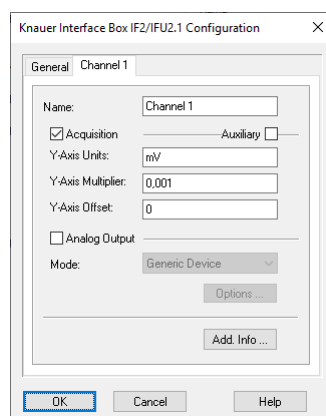 Knauer Interface Box IF2/IFU2.1 Configuration
General Channel 1
Name: Channel 1
Acquisition Auxiliary
Y-Axis Units: mV
Y-Axis Multiplier: 0,001
Y-Axis Offset: 0
Analog Output
Mode: Generic Device
Options ...
Add. Info ...
OK Cancel Help